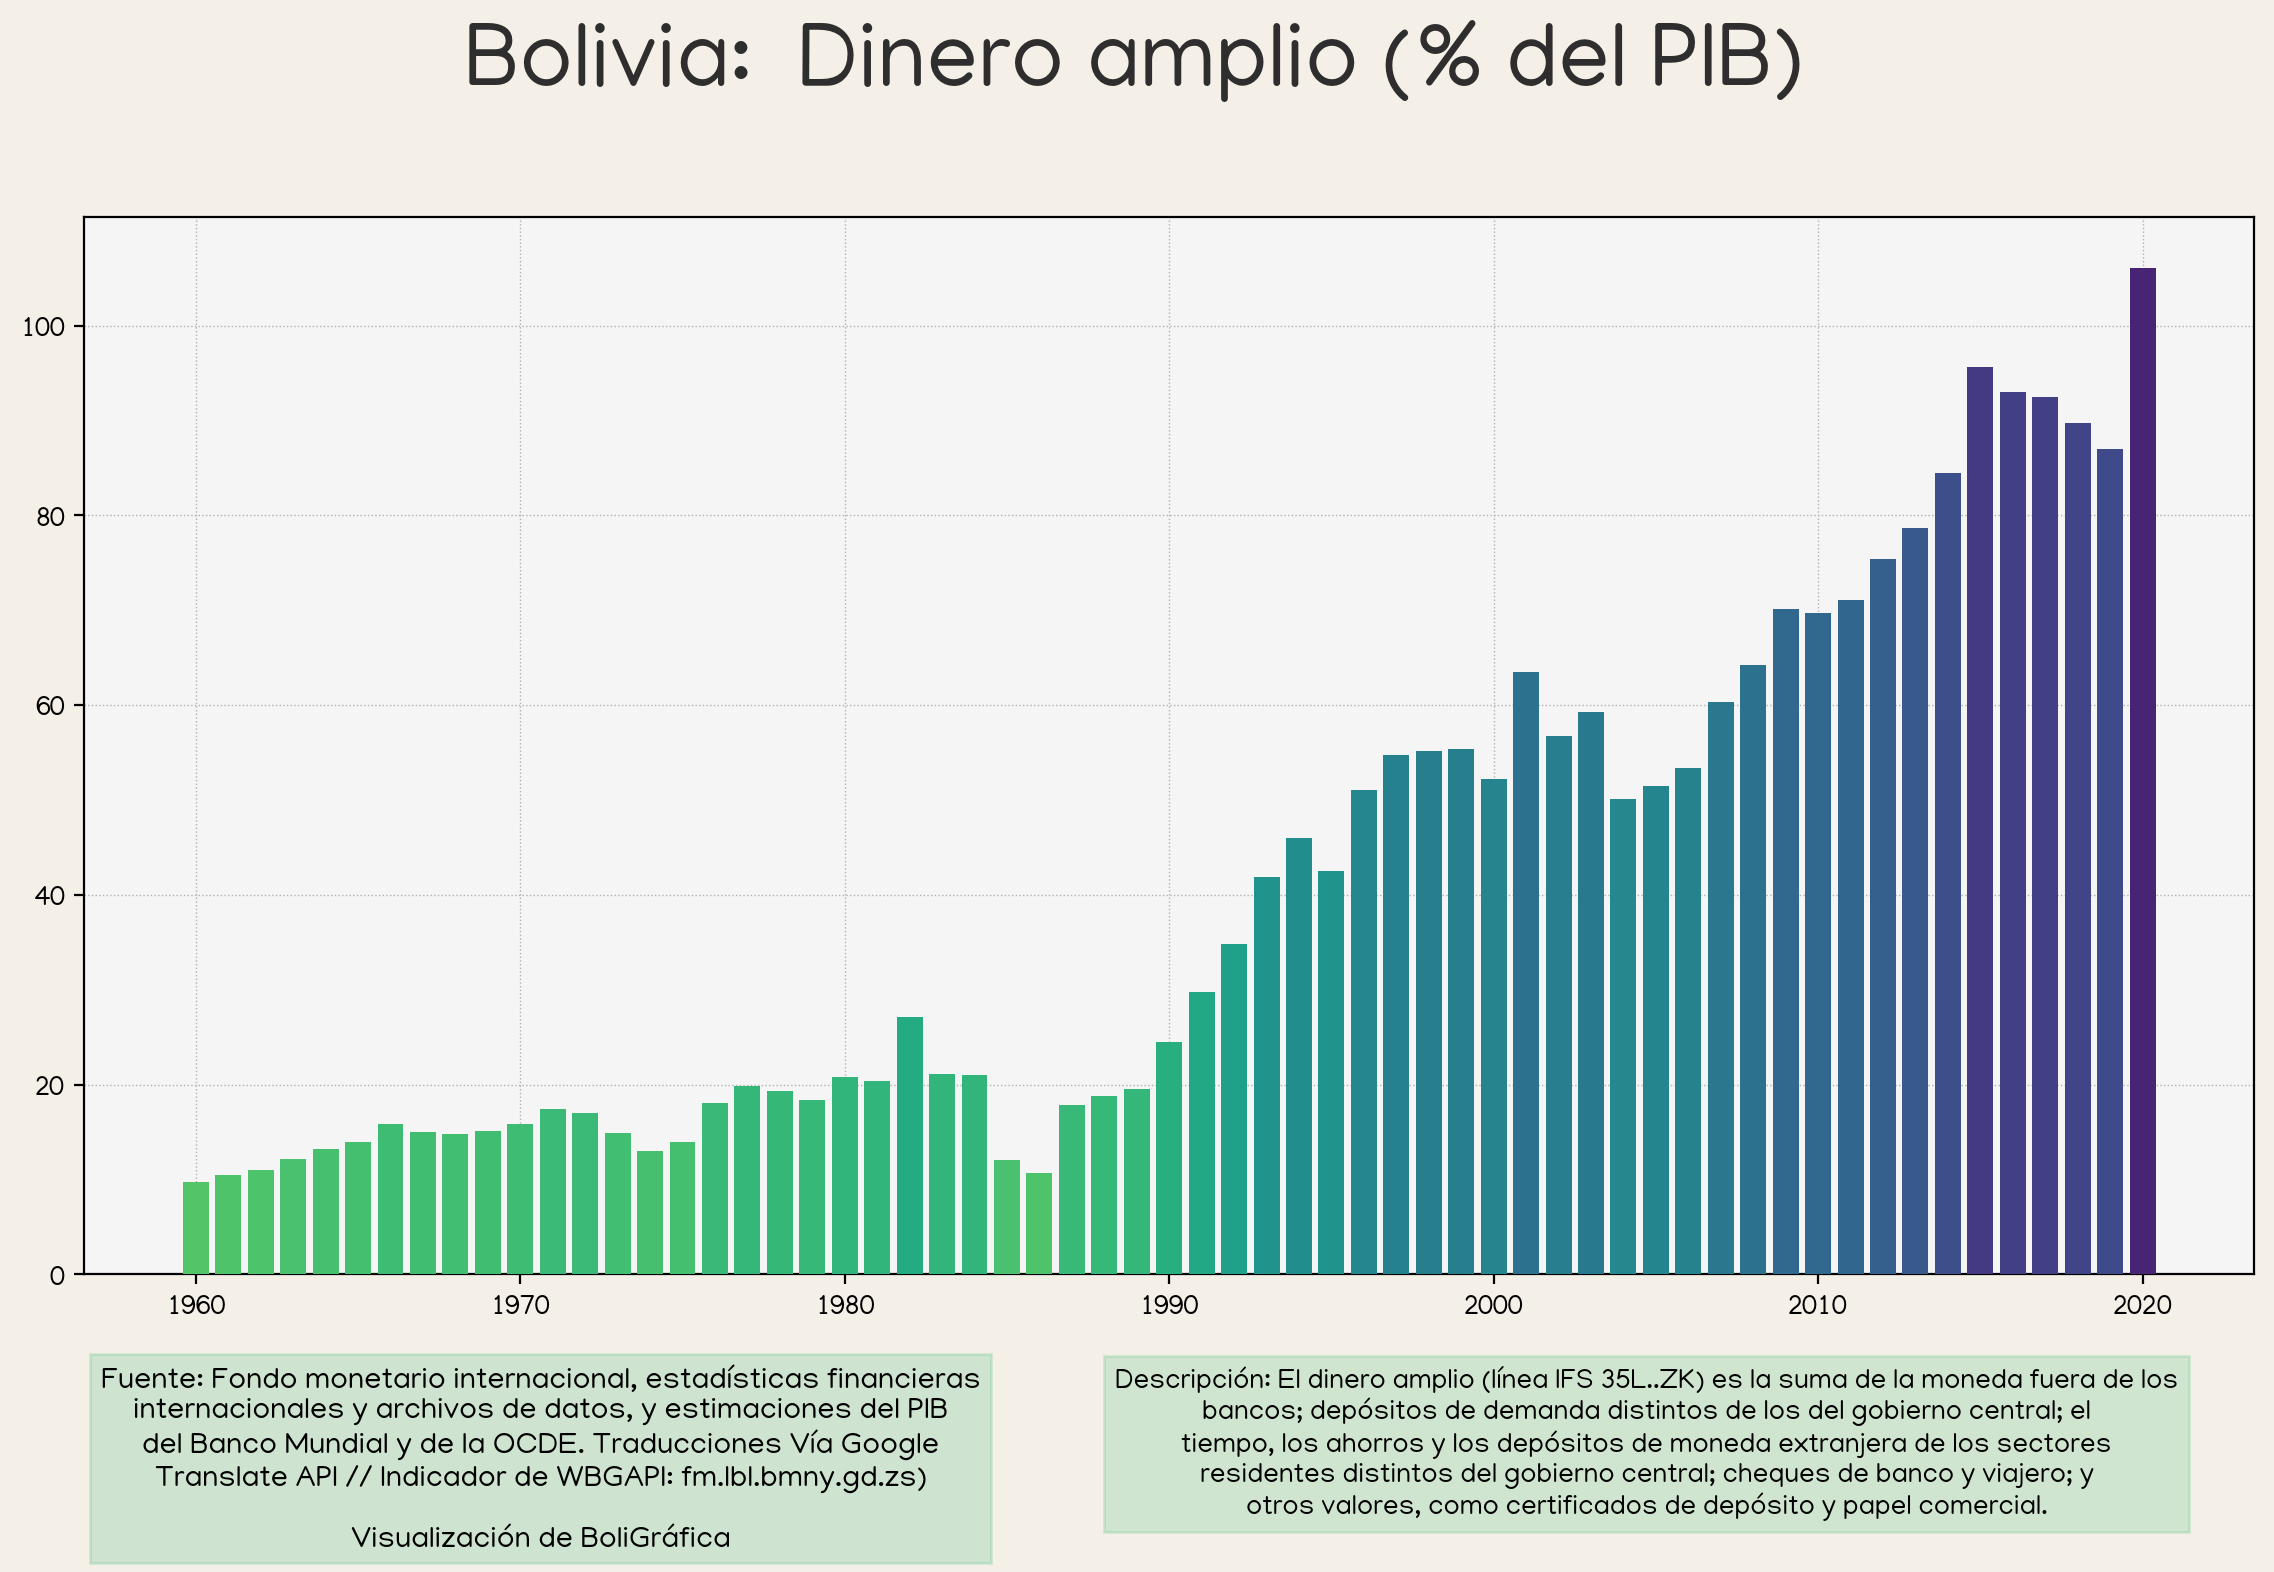 Bolivia:  Dinero amplio (% del PIB)
100
80
60
40
20
0
1960 1970 1980 1990 2000 2010 2020
Fuente: Fondo monetario internacional, estadísticas financieras
internacionales y archivos de datos, y estimaciones del PIB
del Banco Mundial y de la OCDE. Traducciones Vía Google
Translate API // Indicador de WBGAPI: fm.lbl.bmny.gd.zs)
Visualización de BoliGráfica
Descripción: El dinero amplio (línea IFS 35L..ZK) es la suma de la moneda fuera de los
bancos; depósitos de demanda distintos de los del gobierno central; el
tiempo, los ahorros y los depósitos de moneda extranjera de los sectores
residentes distintos del gobierno central; cheques de banco y viajero; y
otros valores, como certificados de depósito y papel comercial.